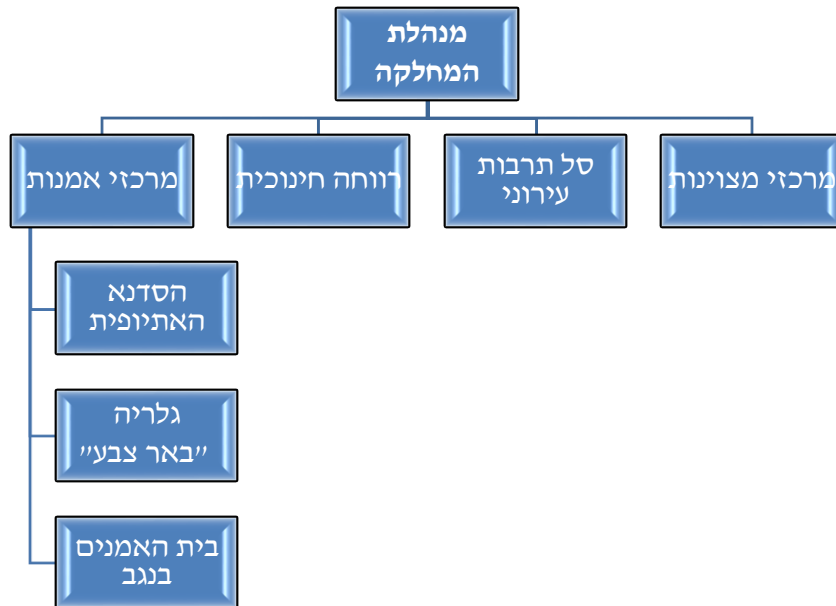 מנהלת
המחלקה
מרכזי מצוינות
סל תרבות
עירוני
רווחה חינוכית
מרכזי אמנות
הסדנא
האתיופית
גלריה
"באר צבע"
בית האמנים
בנגב